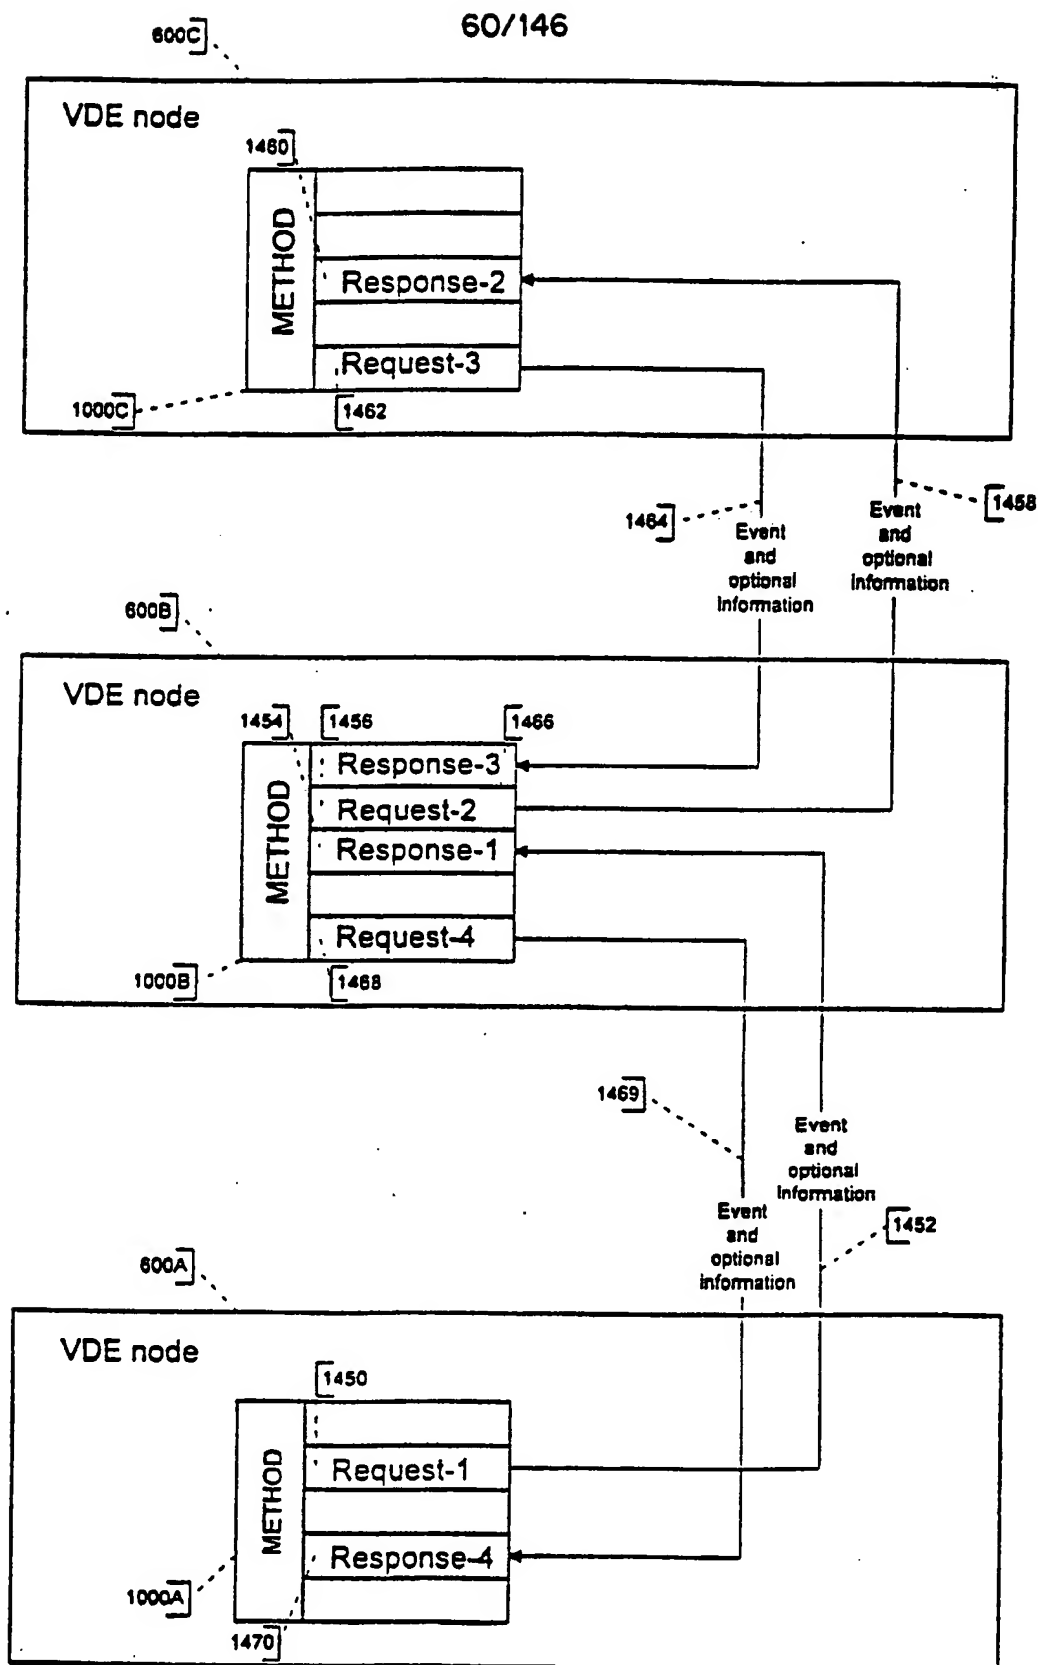 60/146
600C
VDE node
1460
METHOD
Response-2
Request-3
1000C
1462
1464
Event
and
optional
Information
Event
and
optional
Information
1458
600B
VDE node
1454
1456
1466
METHOD
Response-3
Request-2
Response-1
Request-4
1000B
1468
1469
Event
and
optional
Information
Event
and
optional
information
1452
600A
VDE node
1450
METHOD
Request-1
Response-4
1000A
1470